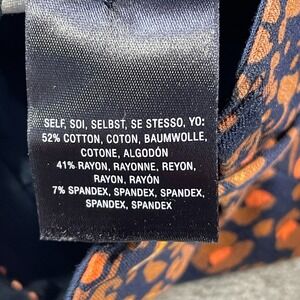 SELF, SOI, SELBST, SE STESSO, YO:
52% COTTON, COTON, BAUMWOLLE,
COTONE, ALGODÓN
41% RAYON, RAYONNE, REYON,
RAYON, RAYÓN
7% SPANDEX, SPANDEX, SPANDEX,
SPANDEX, SPANDEX